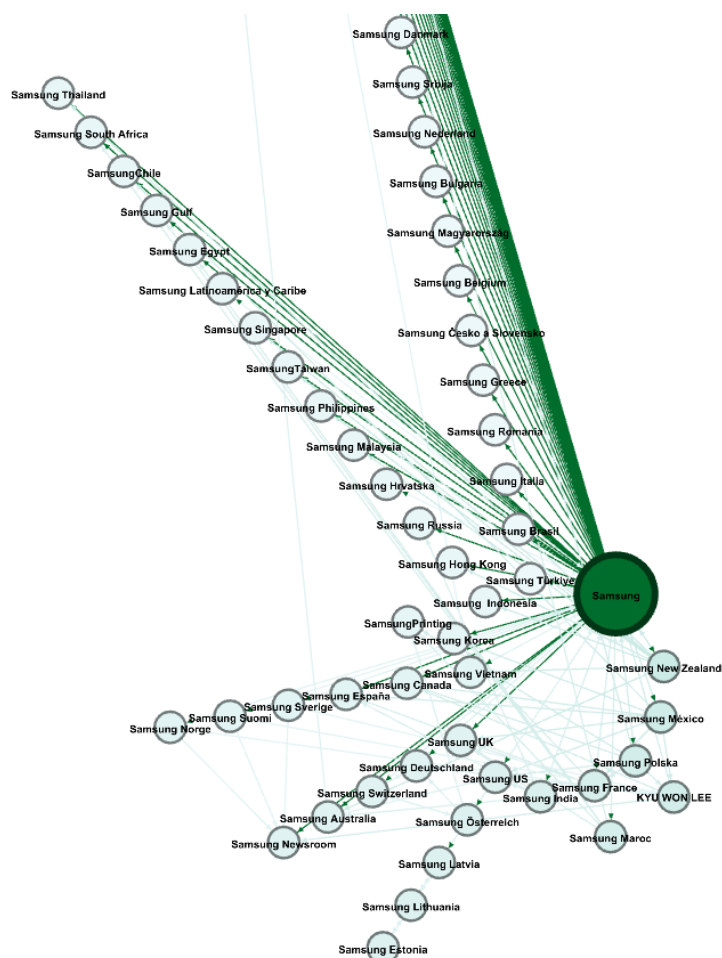 Samsung Danmark
Samsung Srbija
Samsung Thailand
Samsung South Africa
Samsung Nederland
SamsungChile
Samsung Bulgaria
Samsung Gulf
Samsung Magyarország
Samsung Egypt
Samsung Belgium
Samsung Latinoamérica y Caribe
Samsung Singapore
Samsung Česko a Slovensko
SamsungTaiwan
Samsung Greece
Samsung Philippines
Samsung Romania
Samsung Malaysia
Samsung Italia
Samsung Hrvatska
Samsung Russia
Samsung Brasil
Samsung Hong Kong
Samsung Türkiye
Samsung
Samsung Indonesia
SamsungPrinting
Samsung Korea
Samsung New Zealand
Samsung Vietnam
Samsung Canada
Samsung España
Samsung Sverige
Samsung Suomi
Samsung México
Samsung Norge
Samsung UK
Samsung Polska
Samsung Deutschland
Samsung US
Samsung France
Samsung Switzerland
Samsung India
KYU WON LEE
Samsung Australia
Samsung Österreich
Samsung Maroc
Samsung Newsroom
Samsung Latvia
Samsung Lithuania
Samsung Estonia